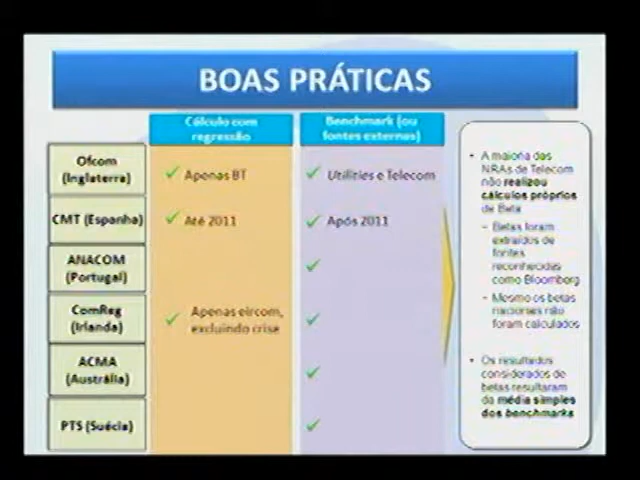 BOAS PRÁTICAS
Cálculo com
regressão
Benchmark (ou
fontes externas)
Ofcom
(Inglaterra)
Apenas BT
Utilities e Telecom
CMT (Espanha)
Até 2011
Após 2011
ANACOM
(Portugal)
ComReg
(Irlanda)
Apenas eircom,
excluindo crise
ACMA
(Austrália)
PTS (Suécia)
• A maioria das
NRAs de Telecom
não realizou
cálculos próprios
de Beta
– Betas foram
extraídos de
fontes
reconhecidas
como Bloomberg
– Mesmo os betas
nacionais não
foram calculados
• Os resultados
considerados de
betas resultaram
da média simples
dos benchmarks